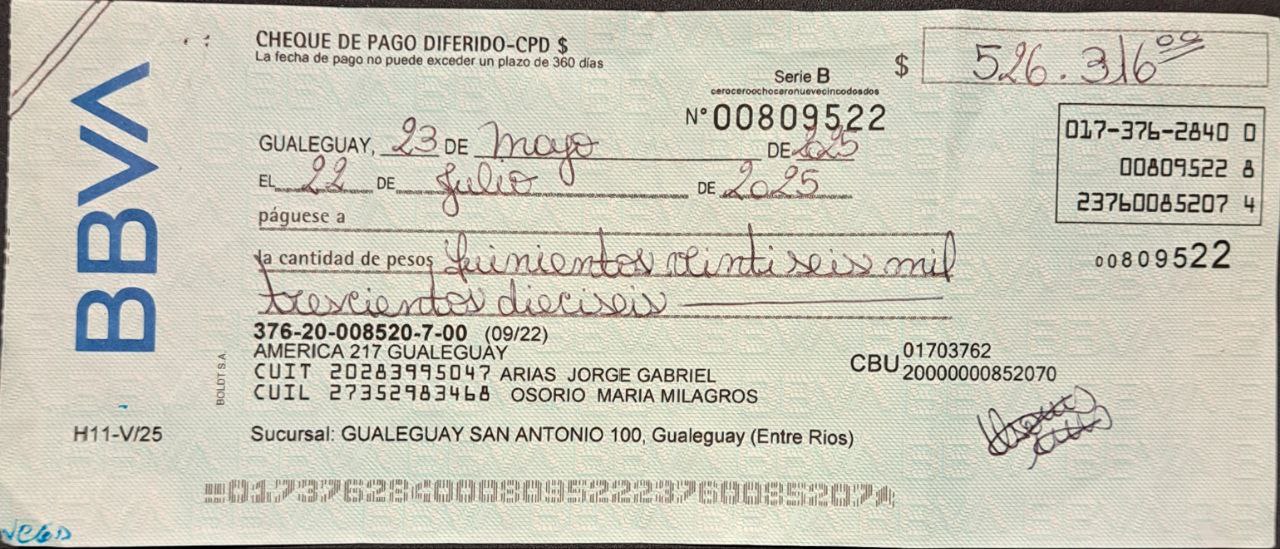 BBVA
CHEQUE DE PAGO DIFERIDO-CPD $
La fecha de pago no puede exceder un plazo de 360 días
$ 526.316 00
Serie B
ceroceroochoceronuevecincodosdos
N° 00809522
017-376-2840 0
00809522 8
23760085207 4
GUALEGUAY, 23 DE Mayo DE 2025
EL 22 DE Julio DE 2025
páguese a
la cantidad de pesos Quinientos veintiseis mil
trescientos dieciseis
00809522
376-20-008520-7-00 (09/22)
AMERICA 217 GUALEGUAY
CUIT 20283995047 ARIAS JORGE GABRIEL
CUIL 27352983468 OSORIO MARIA MILAGROS
CBU 01703762
20000000852070
BOLDT S.A.
H11-V/25
Sucursal: GUALEGUAY SAN ANTONIO 100, Gualeguay (Entre Rios)
017376284000809522237600852074